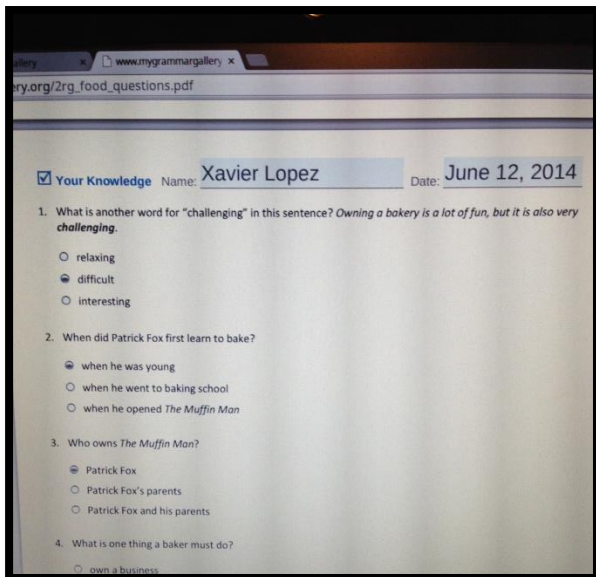 allery x www.mygrammargallery x
ry.org/2rg_food_questions.pdf
Your Knowledge Name: Xavier Lopez Date: June 12, 2014
1. What is another word for "challenging" in this sentence? Owning a bakery is a lot of fun, but it is also very
challenging.
relaxing
difficult
interesting
2. When did Patrick Fox first learn to bake?
when he was young
when he went to baking school
when he opened The Muffin Man
3. Who owns The Muffin Man?
Patrick Fox
Patrick Fox's parents
Patrick Fox and his parents
4. What is one thing a baker must do?
own a business